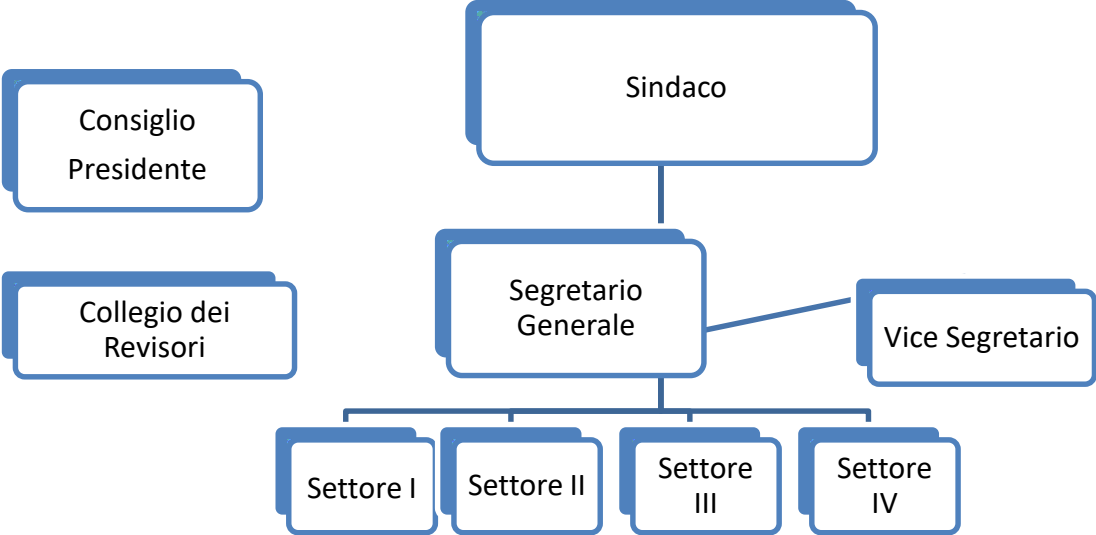 Sindaco
Consiglio
Presidente
Segretario
Generale
Collegio dei
Revisori
Vice Segretario
Settore I
Settore II
Settore
III
Settore
IV